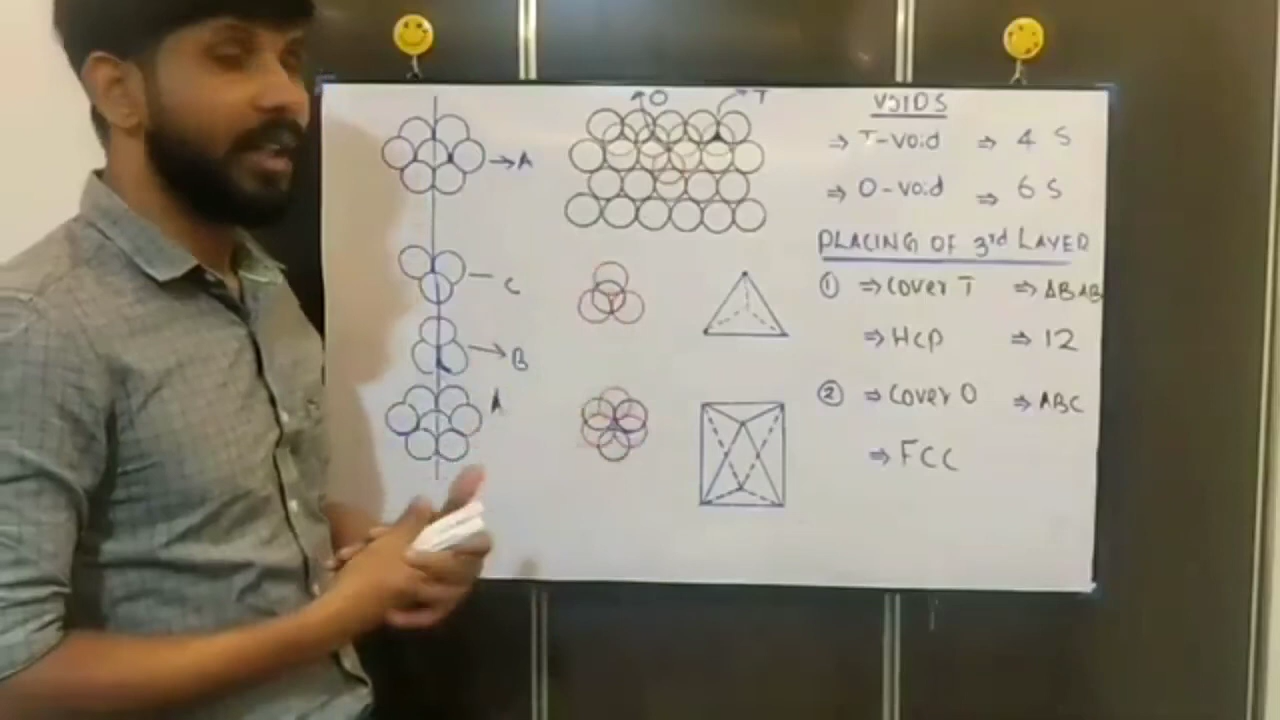 →A
C
→B
A
O
T
VOIDS
⇒ T-void ⇒ 4 S
⇒ O-void ⇒ 6 S
PLACING OF 3rd LAYER
① ⇒ Cover T ⇒ ABAB
⇒ Hcp ⇒ 12
② ⇒ Cover O ⇒ ABC
⇒ FCC